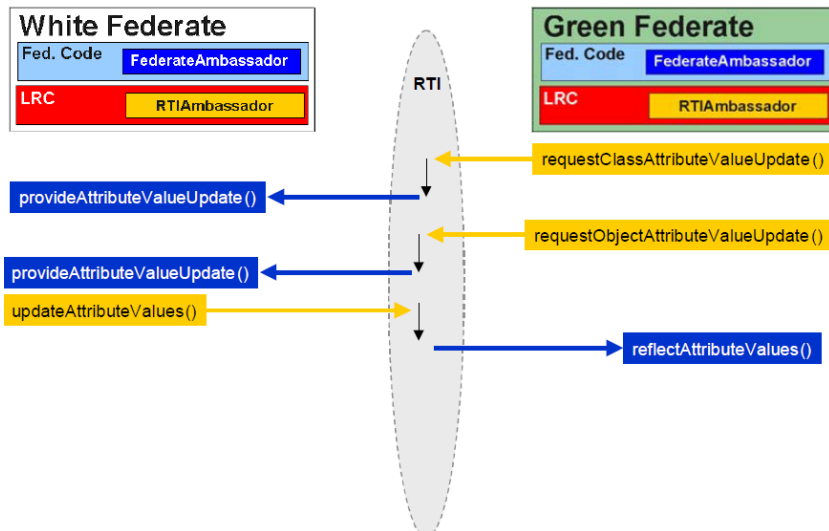 White Federate
Fed. Code
FederateAmbassador
LRC
RTIAmbassador
RTI
Green Federate
Fed. Code
FederateAmbassador
LRC
RTIAmbassador
requestClassAttributeValueUpdate()
provideAttributeValueUpdate()
requestObjectAttributeValueUpdate()
provideAttributeValueUpdate()
updateAttributeValues()
reflectAttributeValues()